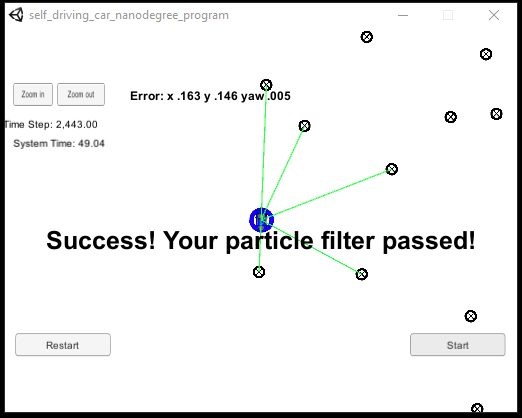 self_driving_car_nanodegree_program
Zoom in
Zoom out
Error: x .163 y .146 yaw .005
Time Step: 2,443.00
System Time: 49.04
Success! Your particle filter passed!
Restart
Start